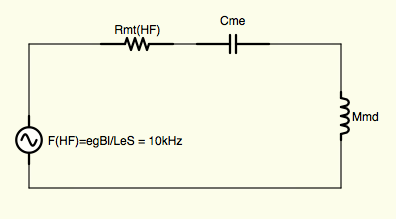 Cme
Rmt(HF)
Mmd
F(HF)=egBl/LeS = 10kHz